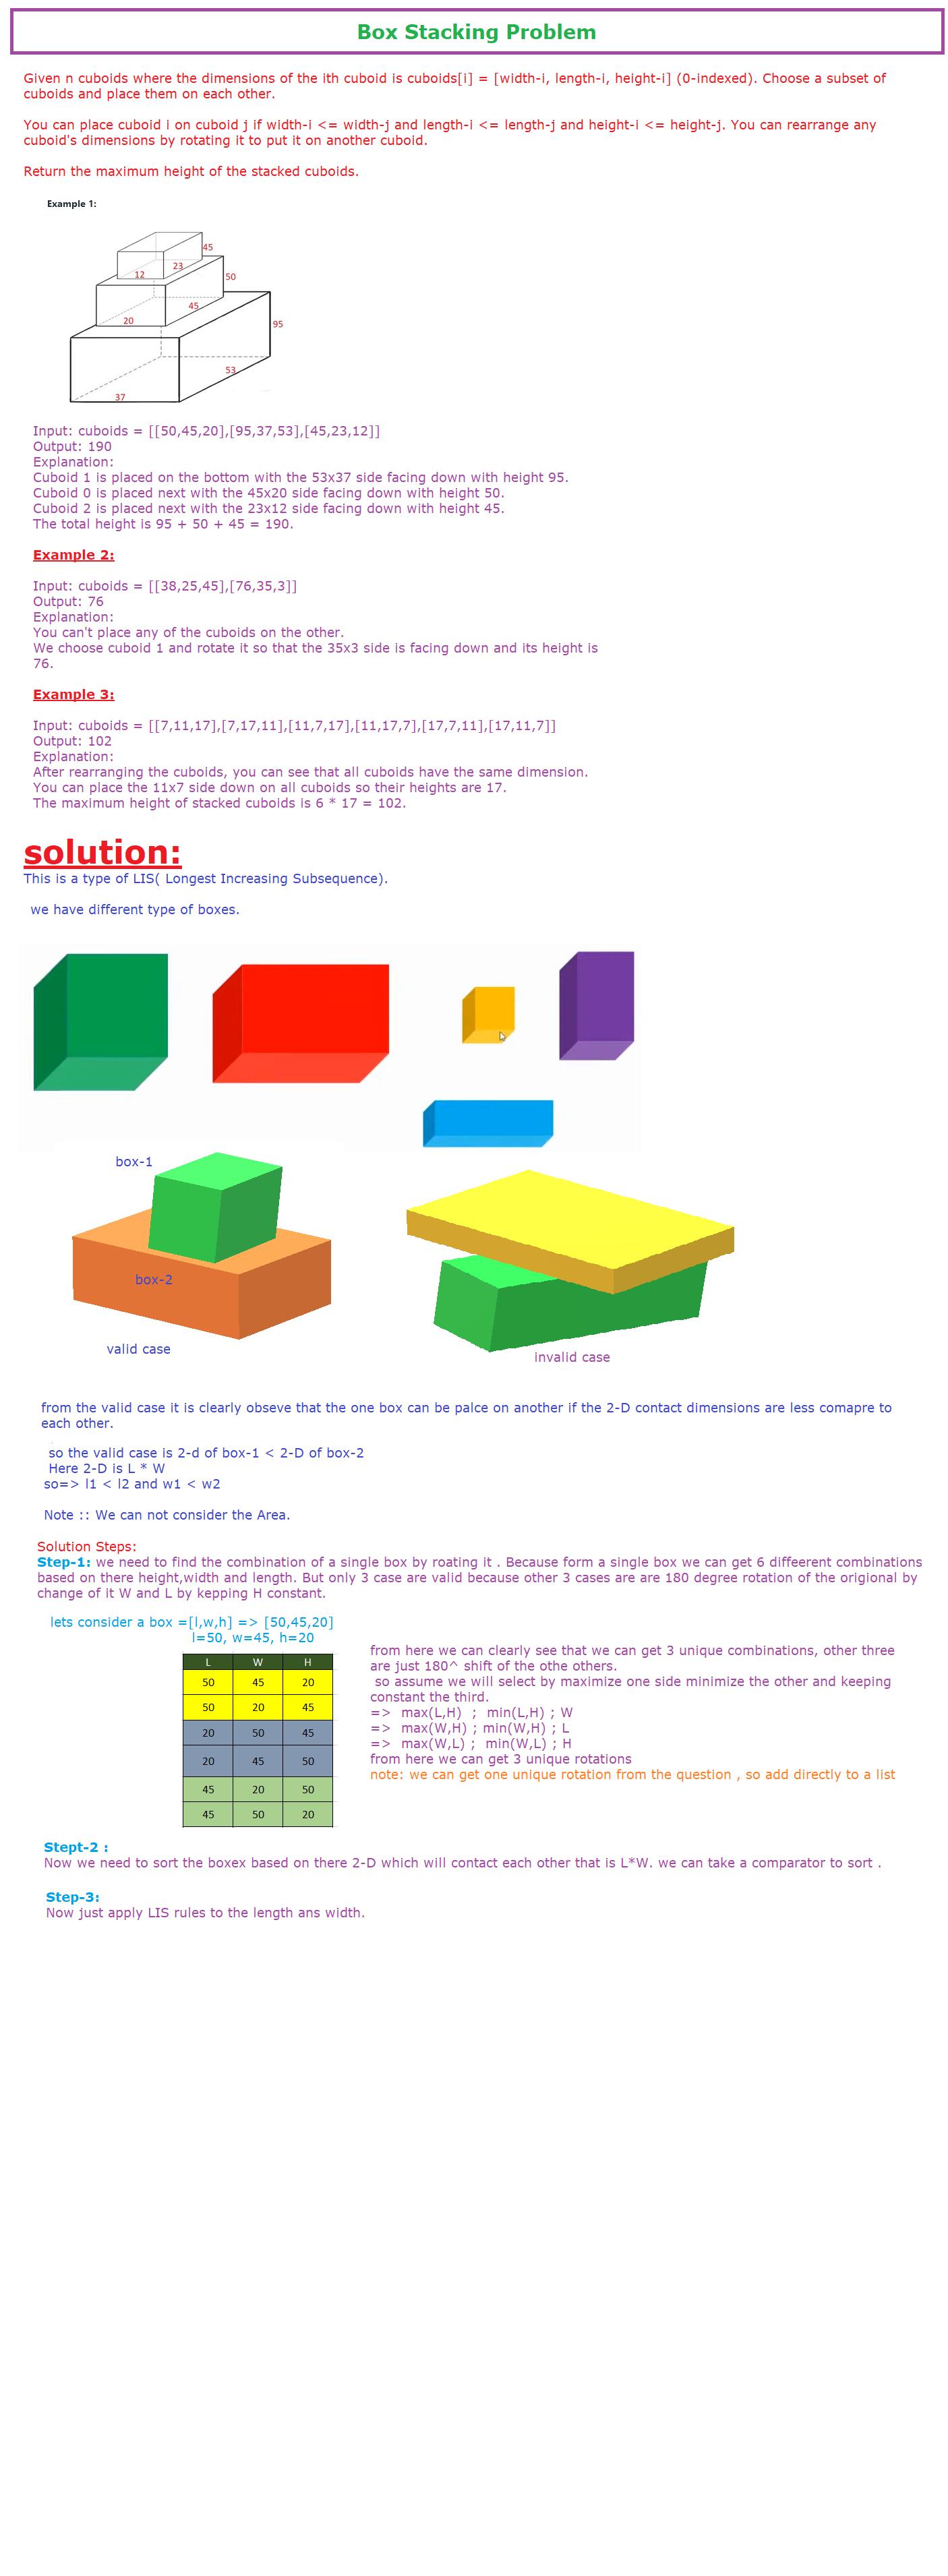 Box Stacking Problem
Given n cuboids where the dimensions of the ith cuboid is cuboids[i] = [width-i, length-i, height-i] (0-indexed). Choose a subset of
cuboids and place them on each other.
You can place cuboid i on cuboid j if width-i <= width-j and length-i <= length-j and height-i <= height-j. You can rearrange any
cuboid's dimensions by rotating it to put it on another cuboid.
Return the maximum height of the stacked cuboids.
Example 1:
45
23
12
50
45
20
95
53
37
Input: cuboids = [[50,45,20],[95,37,53],[45,23,12]]
Output: 190
Explanation:
Cuboid 1 is placed on the bottom with the 53x37 side facing down with height 95.
Cuboid 0 is placed next with the 45x20 side facing down with height 50.
Cuboid 2 is placed next with the 23x12 side facing down with height 45.
The total height is 95 + 50 + 45 = 190.
Example 2:
Input: cuboids = [[38,25,45],[76,35,3]]
Output: 76
Explanation:
You can't place any of the cuboids on the other.
We choose cuboid 1 and rotate it so that the 35x3 side is facing down and its height is
76.
Example 3:
Input: cuboids = [[7,11,17],[7,17,11],[11,7,17],[11,17,7],[17,7,11],[17,11,7]]
Output: 102
Explanation:
After rearranging the cuboids, you can see that all cuboids have the same dimension.
You can place the 11x7 side down on all cuboids so their heights are 17.
The maximum height of stacked cuboids is 6 * 17 = 102.
solution:
This is a type of LIS( Longest Increasing Subsequence).
we have different type of boxes.
box-1
box-2
valid case
invalid case
from the valid case it is clearly obseve that the one box can be palce on another if the 2-D contact dimensions are less comapre to
each other.
so the valid case is 2-d of box-1 < 2-D of box-2
Here 2-D is L * W
so=> l1 < l2 and w1 < w2
Note :: We can not consider the Area.
Solution Steps:
Step-1: we need to find the combination of a single box by roating it . Because form a single box we can get 6 diffeerent combinations
based on there height,width and length. But only 3 case are valid because other 3 cases are are 180 degree rotation of the origional by
change of it W and L by kepping H constant.
lets consider a box =[l,w,h] => [50,45,20]
l=50, w=45, h=20
L W H
50 45 20
50 20 45
20 50 45
20 45 50
45 20 50
45 50 20
from here we can clearly see that we can get 3 unique combinations, other three
are just 180^ shift of the othe others.
so assume we will select by maximize one side minimize the other and keeping
constant the third.
=> max(L,H) ; min(L,H) ; W
=> max(W,H) ; min(W,H) ; L
=> max(W,L) ; min(W,L) ; H
from here we can get 3 unique rotations
note: we can get one unique rotation from the question , so add directly to a list
Stept-2 :
Now we need to sort the boxex based on there 2-D which will contact each other that is L*W. we can take a comparator to sort .
Step-3:
Now just apply LIS rules to the length ans width.